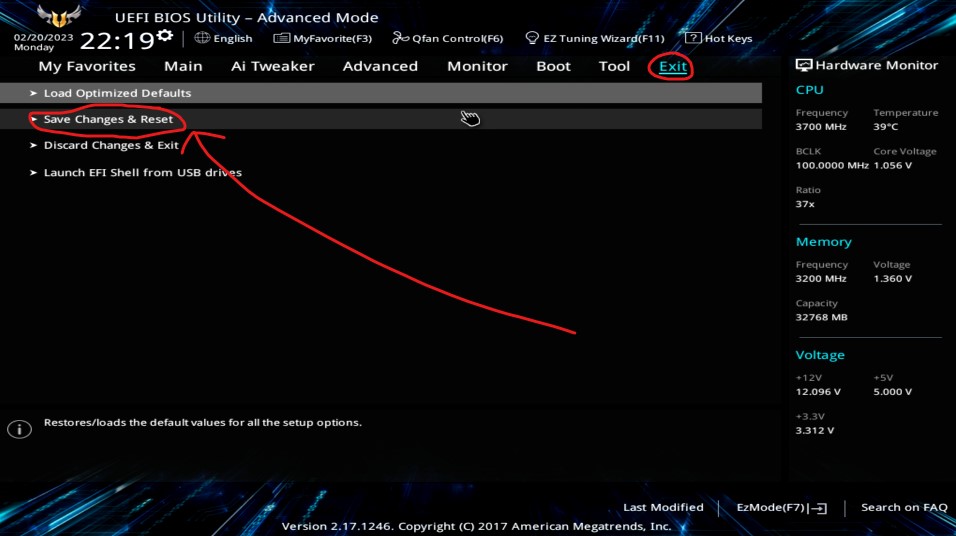 UEFI BIOS Utility – Advanced Mode
02/20/2023
Monday
22:19
English
MyFavorite(F3)
Qfan Control(F6)
EZ Tuning Wizard(F11)
? Hot Keys
My Favorites Main Ai Tweaker Advanced Monitor Boot Tool Exit
Load Optimized Defaults
Save Changes & Reset
Discard Changes & Exit
Launch EFI Shell from USB drives
Hardware Monitor
CPU
Frequency Temperature
3700 MHz 39°C
BCLK Core Voltage
100.0000 MHz 1.056 V
Ratio
37x
Memory
Frequency Voltage
3200 MHz 1.360 V
Capacity
32768 MB
Voltage
+12V +5V
12.096 V 5.000 V
+3.3V
3.312 V
i Restores/loads the default values for all the setup options.
Last Modified EzMode(F7) Search on FAQ
Version 2.17.1246. Copyright (C) 2017 American Megatrends, Inc.